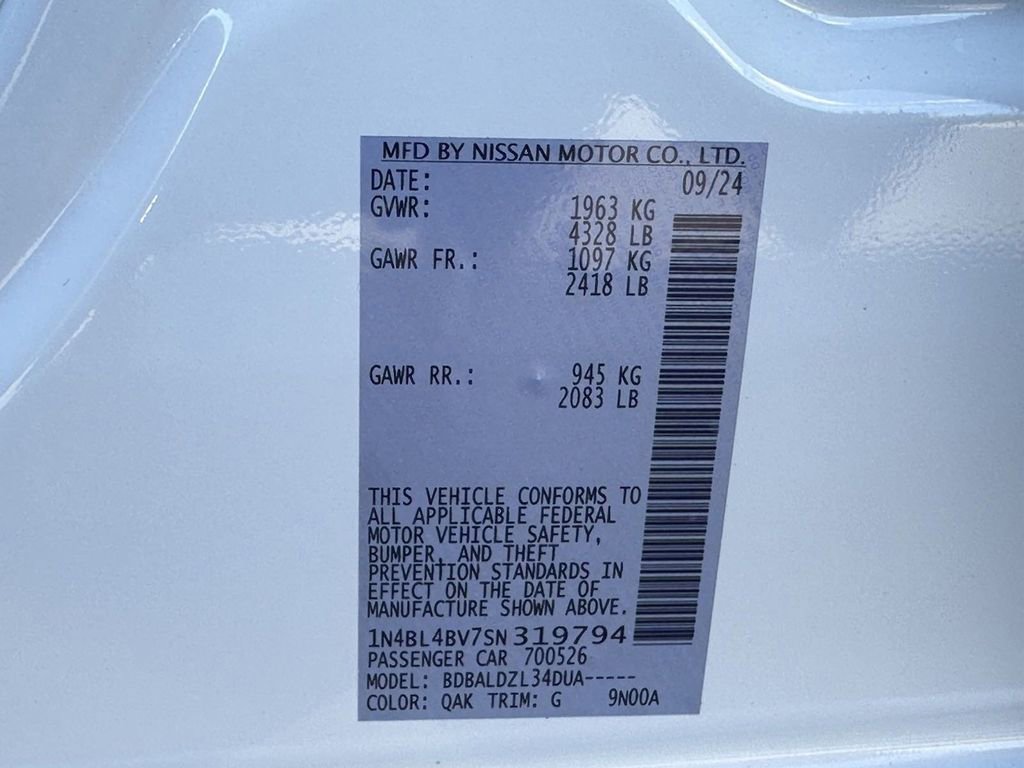 MFD BY NISSAN MOTOR CO., LTD.
DATE: 09/24
GVWR: 1963 KG
4328 LB
GAWR FR.: 1097 KG
2418 LB
GAWR RR.: 945 KG
2083 LB
THIS VEHICLE CONFORMS TO
ALL APPLICABLE FEDERAL
MOTOR VEHICLE SAFETY,
BUMPER, AND THEFT
PREVENTION STANDARDS IN
EFFECT ON THE DATE OF
MANUFACTURE SHOWN ABOVE.
1N4BL4BV7SN319794
PASSENGER CAR 700526
MODEL: BDBALDZL34DUA-----
COLOR: QAK TRIM: G 9N00A